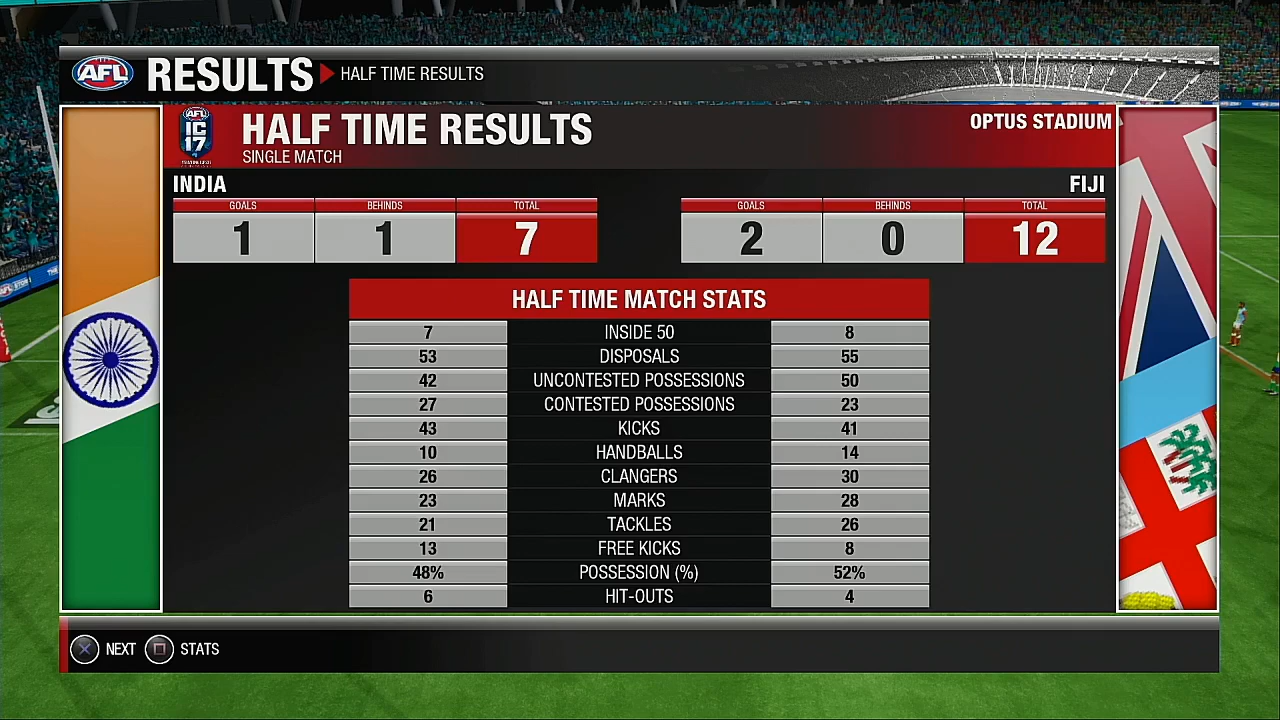 AFL RESULTS HALF TIME RESULTS
AFL
IC
17
HALF TIME RESULTS
SINGLE MATCH
OPTUS STADIUM
INDIA
FIJI
GOALS BEHINDS TOTAL GOALS BEHINDS TOTAL
1 1 7 2 0 12
HALF TIME MATCH STATS
7 INSIDE 50 8
53 DISPOSALS 55
42 UNCONTESTED POSSESSIONS 50
27 CONTESTED POSSESSIONS 23
43 KICKS 41
10 HANDBALLS 14
26 CLANGERS 30
23 MARKS 28
21 TACKLES 26
13 FREE KICKS 8
48% POSSESSION (%) 52%
6 HIT-OUTS 4
NEXT STATS